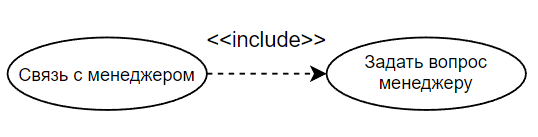 <<include>>
Связь с менеджером
Задать вопрос
менеджеру